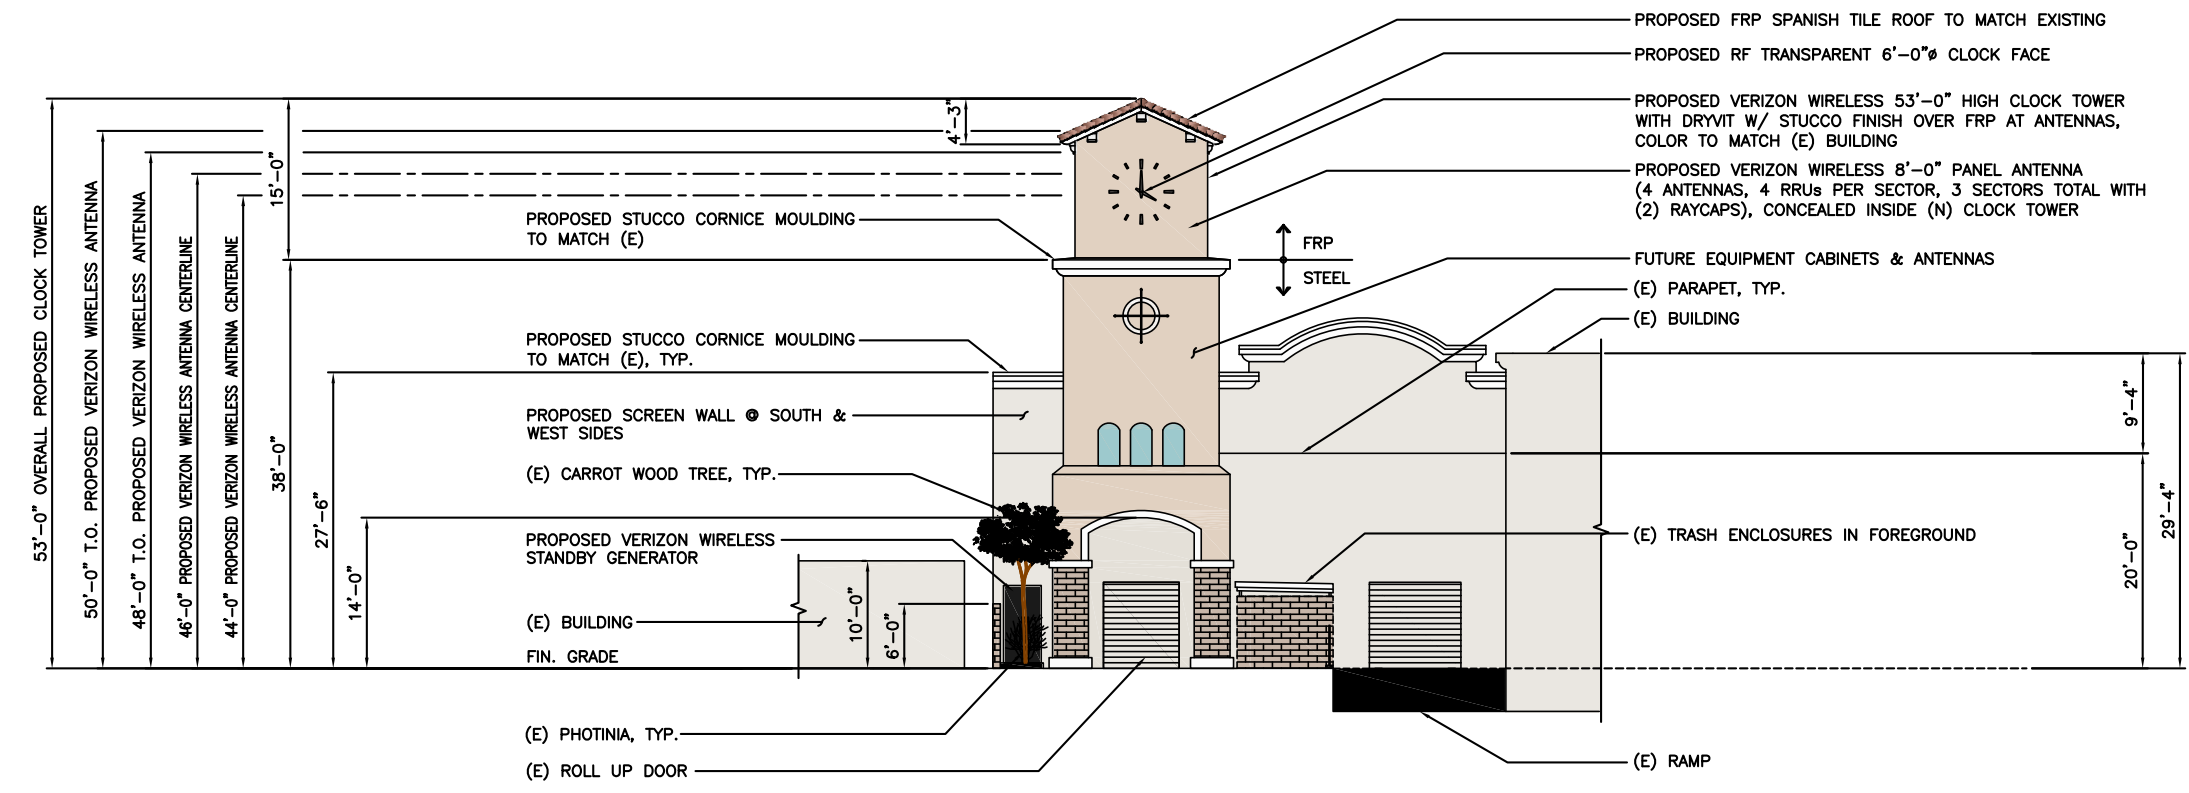 PROPOSED FRP SPANISH TILE ROOF TO MATCH EXISTING
PROPOSED RF TRANSPARENT 6'-0"ø CLOCK FACE
PROPOSED VERIZON WIRELESS 53'-0" HIGH CLOCK TOWER
WITH DRYVIT W/ STUCCO FINISH OVER FRP AT ANTENNAS,
COLOR TO MATCH (E) BUILDING
PROPOSED VERIZON WIRELESS 8'-0" PANEL ANTENNA
(4 ANTENNAS, 4 RRUs PER SECTOR, 3 SECTORS TOTAL WITH
(2) RAYCAPS), CONCEALED INSIDE (N) CLOCK TOWER
FRP
STEEL
FUTURE EQUIPMENT CABINETS & ANTENNAS
(E) PARAPET, TYP.
(E) BUILDING
(E) TRASH ENCLOSURES IN FOREGROUND
(E) RAMP
9'-4"
20'-0"
29'-4"
53'-0" OVERALL PROPOSED CLOCK TOWER
50'-0" T.O. PROPOSED VERIZON WIRELESS ANTENNA
48'-0" T.O. PROPOSED VERIZON WIRELESS ANTENNA
46'-0" PROPOSED VERIZON WIRELESS ANTENNA CENTERLINE
44'-0" PROPOSED VERIZON WIRELESS ANTENNA CENTERLINE
15'-0"
38'-0"
27'-6"
14'-0"
4'-3"
PROPOSED STUCCO CORNICE MOULDING
TO MATCH (E)
PROPOSED STUCCO CORNICE MOULDING
TO MATCH (E), TYP.
PROPOSED SCREEN WALL @ SOUTH &
WEST SIDES
(E) CARROT WOOD TREE, TYP.
PROPOSED VERIZON WIRELESS
STANDBY GENERATOR
(E) BUILDING
FIN. GRADE
10'-0"
6'-0"
(E) PHOTINIA, TYP.
(E) ROLL UP DOOR